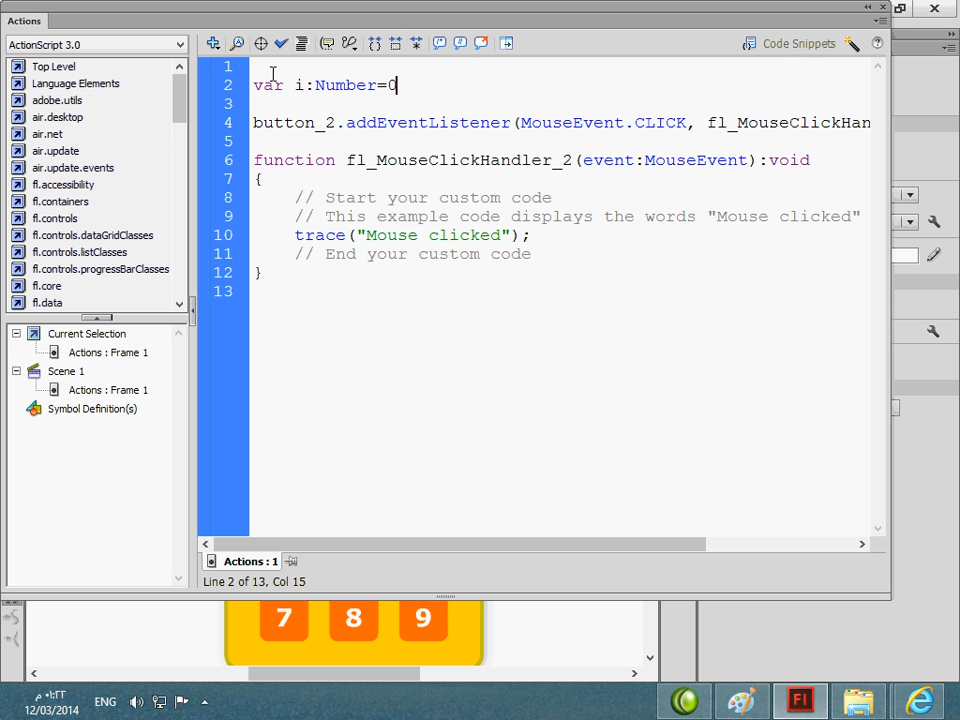 Actions
ActionScript 3.0
Code Snippets
Top Level
Language Elements
adobe.utils
air.desktop
air.net
air.update
air.update.events
fl.accessibility
fl.containers
fl.controls
fl.controls.dataGridClasses
fl.controls.listClasses
fl.controls.progressBarClasses
fl.core
fl.data
Current Selection
Actions : Frame 1
Scene 1
Actions : Frame 1
Symbol Definition(s)
1
2 var i:Number=0
3
4 button_2.addEventListener(MouseEvent.CLICK, fl_MouseClickHan
5
6 function fl_MouseClickHandler_2(event:MouseEvent):void
7 {
8 // Start your custom code
9 // This example code displays the words "Mouse clicked"
10 trace("Mouse clicked");
11 // End your custom code
12 }
13
Actions : 1
Line 2 of 13, Col 15
7 8 9
ENG
٠١:٢٢ م
12/03/2014
Fl